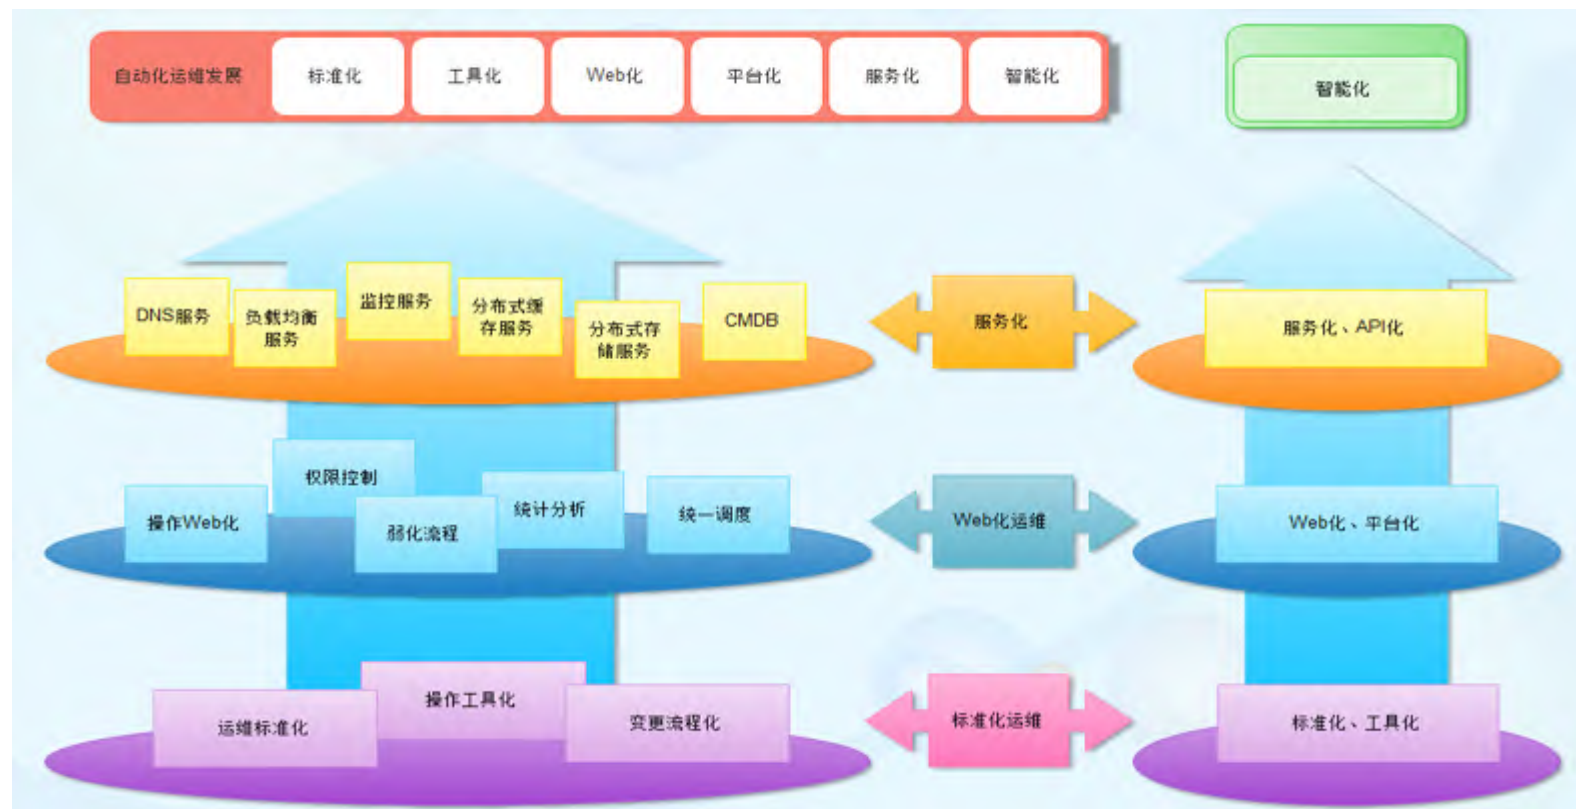 自动化运维发展
标准化
工具化
Web化
平台化
服务化
智能化
智能化
DNS服务
负载均衡
服务
监控服务
分布式缓
存服务
分布式存
储服务
CMDB
服务化
服务化、API化
操作Web化
权限控制
弱化流程
统计分析
统一调度
Web化运维
Web化、平台化
运维标准化
操作工具化
变更流程化
标准化运维
标准化、工具化